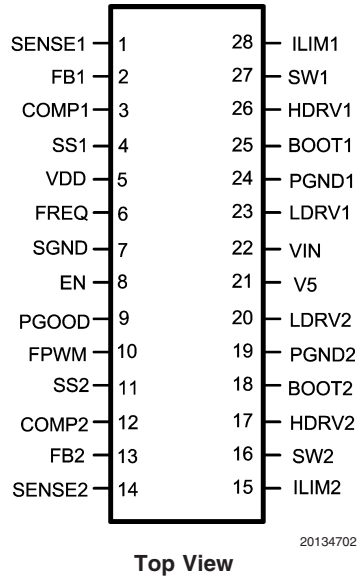 SENSE1 1 28 ILIM1
FB1 2 27 SW1
COMP1 3 26 HDRV1
SS1 4 25 BOOT1
VDD 5 24 PGND1
FREQ 6 23 LDRV1
SGND 7 22 VIN
EN 8 21 V5
PGOOD 9 20 LDRV2
FPWM 10 19 PGND2
SS2 11 18 BOOT2
COMP2 12 17 HDRV2
FB2 13 16 SW2
SENSE2 14 15 ILIM2
20134702
Top View